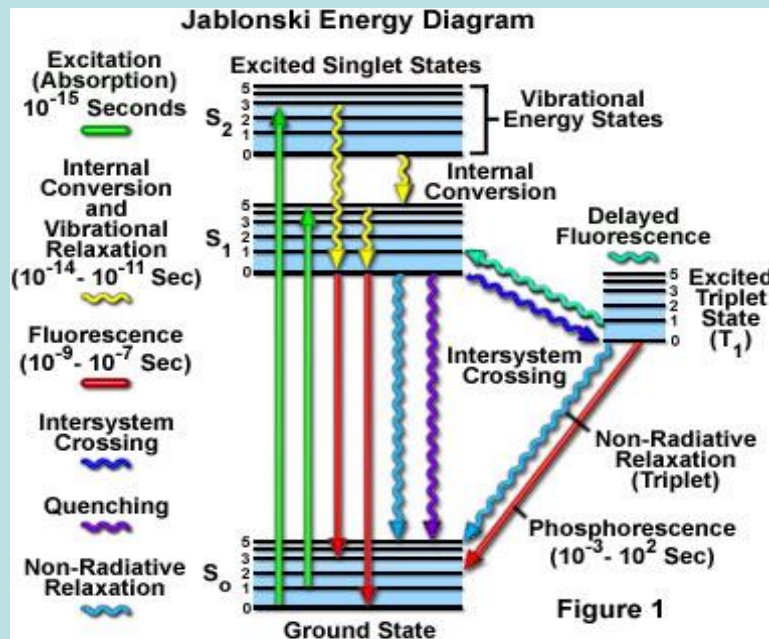 Jablonski Energy Diagram
Excitation
(Absorption)
10-15 Seconds
Internal
Conversion
and
Vibrational
Relaxation
(10-14 - 10-11 Sec)
Fluorescence
(10-9 - 10-7 Sec)
Intersystem
Crossing
Quenching
Non-Radiative
Relaxation
Excited Singlet States
S2
5
3
2
1
0
Vibrational
Energy States
Internal
Conversion
S1
5
3
2
1
0
Delayed
Fluorescence
5
3
2
1
0
Excited
Triplet
State
(T1)
Intersystem
Crossing
Non-Radiative
Relaxation
(Triplet)
Phosphorescence
(10-3 - 102 Sec)
So
5
3
2
1
0
Ground State
Figure 1